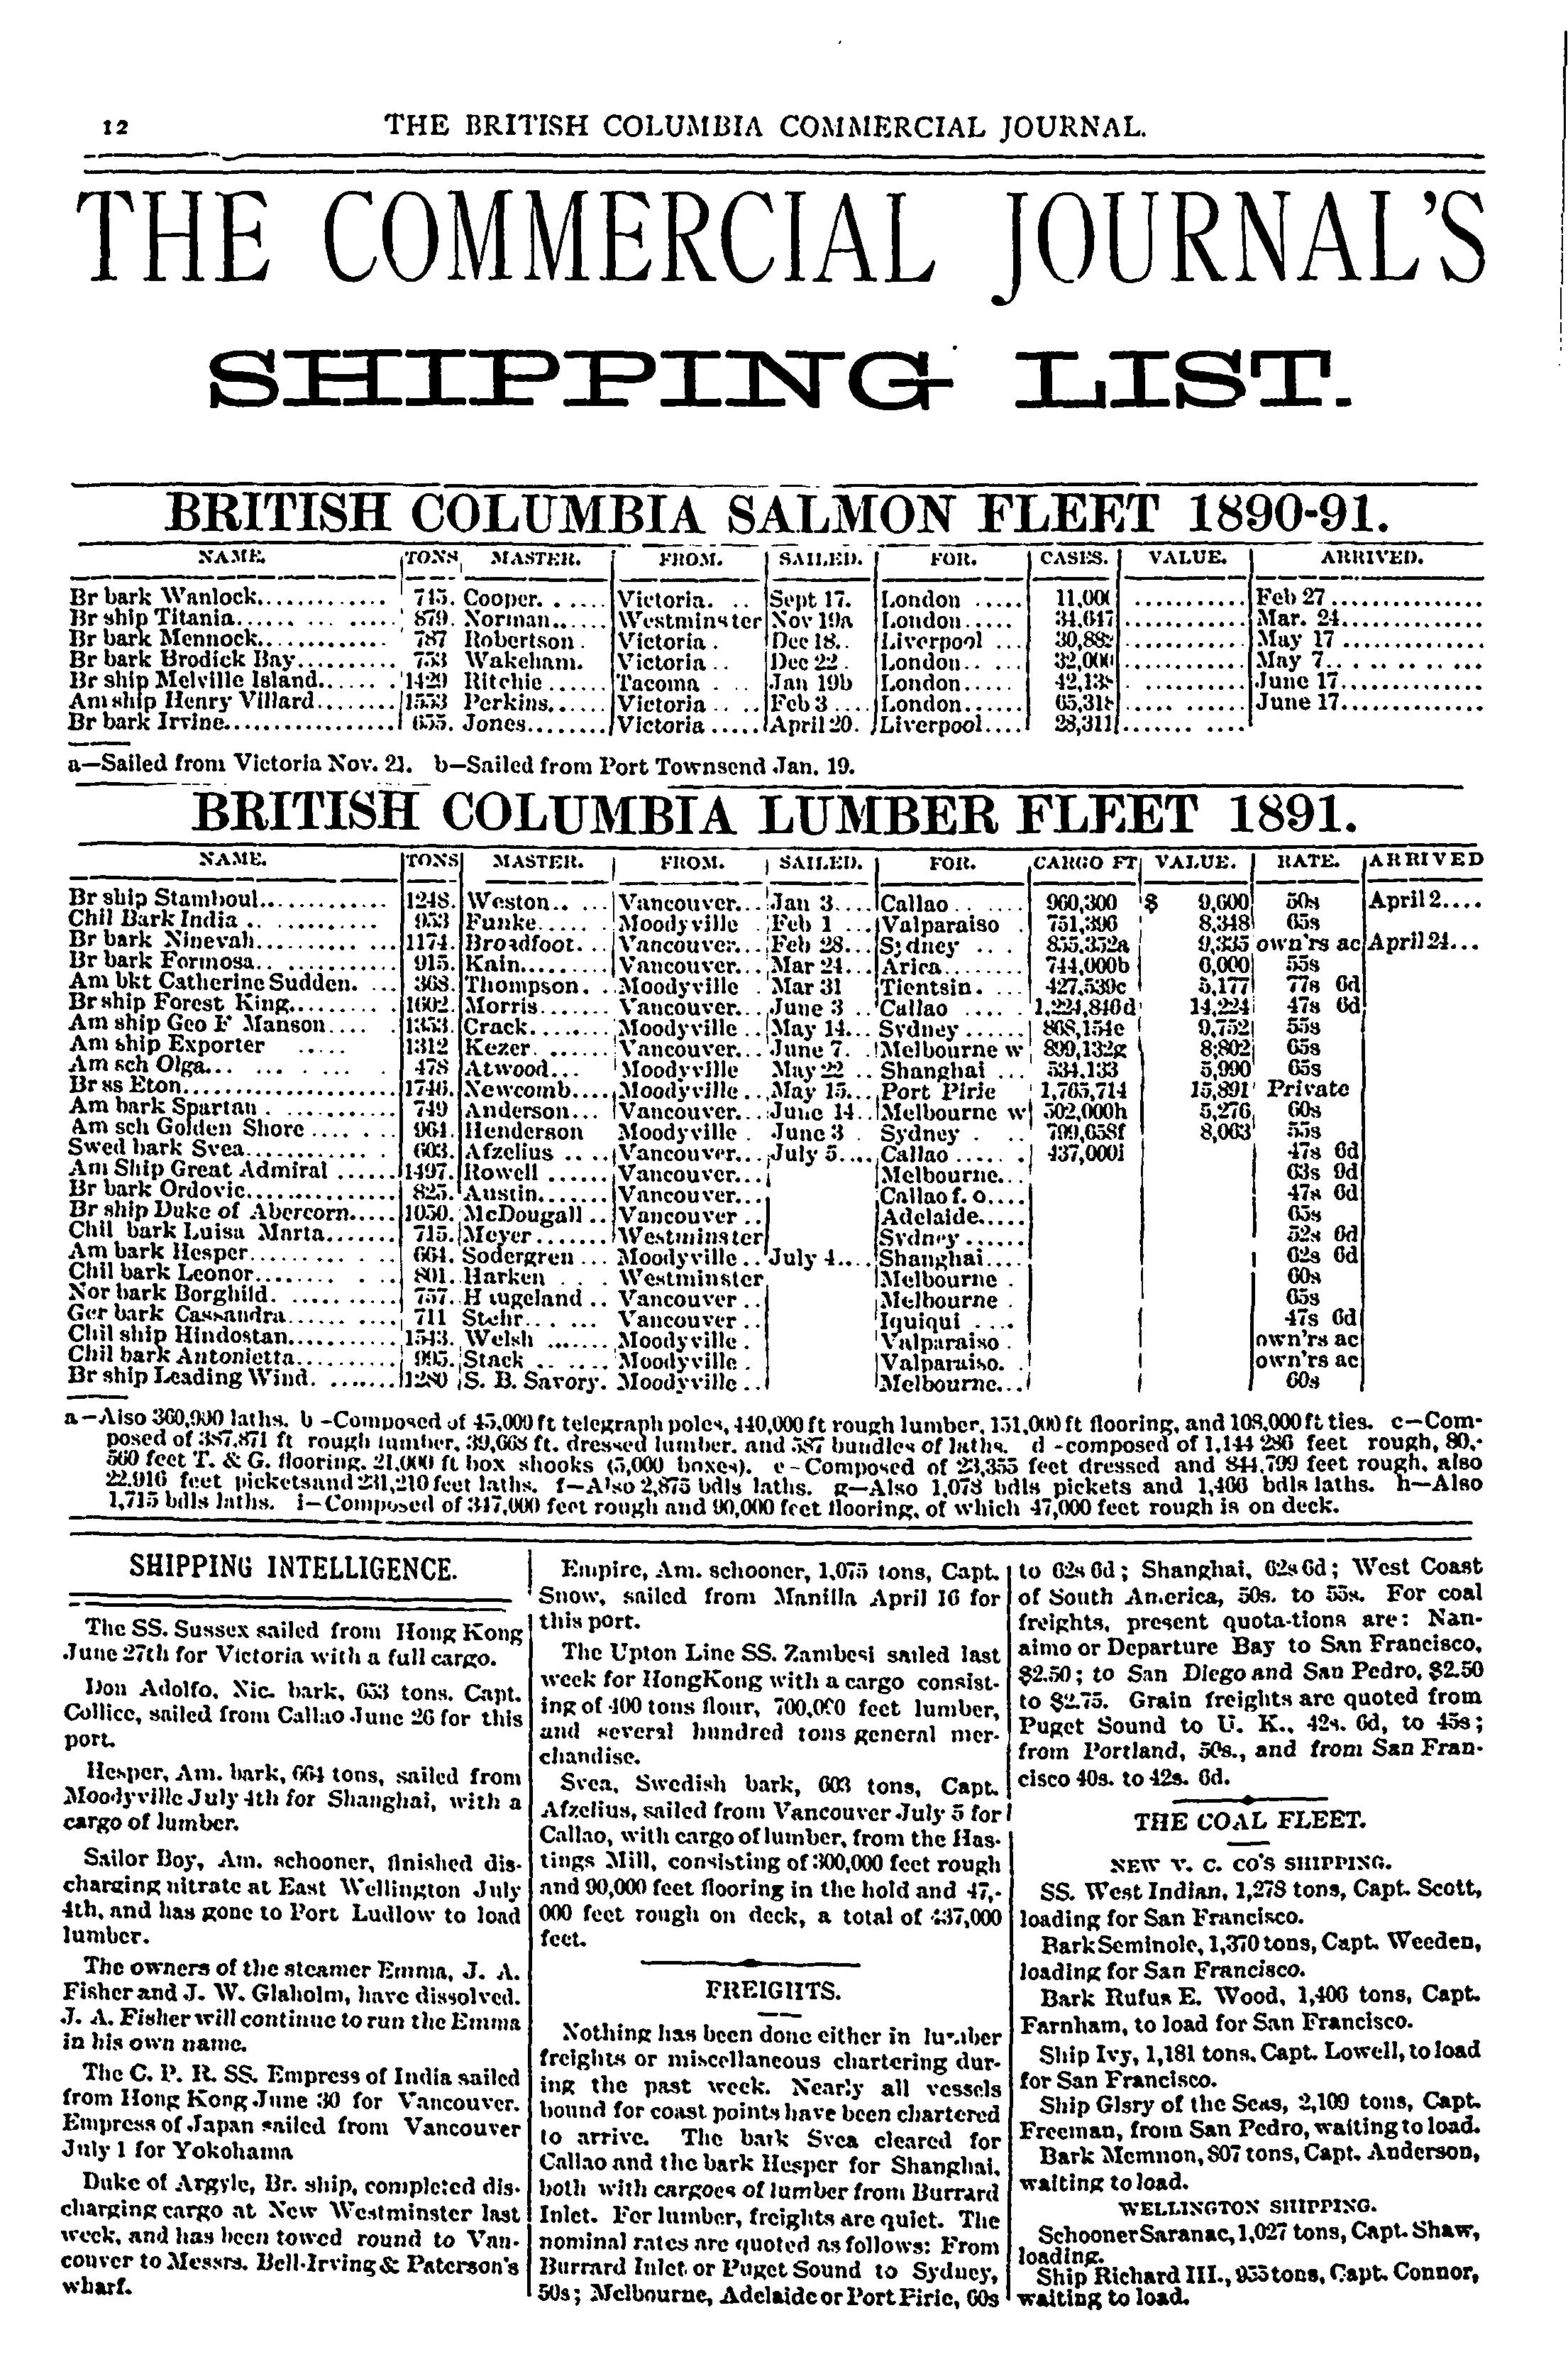 12 THE BRITISH COLUMBIA COMMERCIAL JOURNAL.
THE COMMERCIAL JOURNAL'S
SHIPPING LIST.
BRITISH COLUMBIA SALMON FLEET 1890-91.
NAME. TONS MASTER. FROM. SAILED. FOR. CASES. VALUE. ARRIVED.
Br bark Wanlock............. 745. Cooper. ...... Victoria. .. Sept 17. London ..... 11,00 ........... Feb 27...............
Br ship Titania............. 879. Norman...... Westminster Nov 19a London..... 34,647 ........... Mar. 24..............
Br bark Mennock............ 787 Robertson . Victoria . Dec 18.. Liverpool ... 30,882 ........... May 17 ..............
Br bark Brodick Bay.......... 753 Wakeham. Victoria .. Dec 22 . London.. ... 32,000 ........... May 7...............
Br ship Melville Island...... 1429 Ritchie ...... Tacoma . .. Jan 19b London..... 42,138 ........... June 17..............
Am ship Henry Villard........ 1553 Perkins...... Victoria .. .. Feb 3 .... London...... 65,318 ........... June 17..............
Br bark Irvine................ 655. Jones........ Victoria ..... April 20. Liverpool.... 28,311 ...........
a—Sailed from Victoria Nov. 21. b—Sailed from Port Townsend Jan. 19.
BRITISH COLUMBIA LUMBER FLEET 1891.
NAME. TONS MASTER. FROM. SAILED. FOR. CARGO FT VALUE. RATE. ARRIVED
Br ship Stamboul............. 1248. Weston.. ... Vancouver... Jan 3.... Callao .. ..... 960,300 $ 9,600 50s April 2....
Chil Bark India .. .......... 953 Funke...... Moodyville Feb 1 ... Valparaiso . 751,396 8,348 65s
Br bark Ninevah............. 1174. Broadfoot... Vancouver... Feb 28... Sydney .. .. 855,352a 9,335 own'rs ac April 24...
Br bark Formosa.. ........... 915. Kain......... Vancouver... Mar 24... Arica........ 744,000b 6,000 55s
Am bkt Catherine Sudden. ... 368. Thompson. .. Moodyville . Mar 31 Tientsin. ... 427,539c 5,177 77s 6d
Br ship Forest King.......... 1602. Morris....... Vancouver... June 3 .. Callao .... . 1,224,846d 14,224 47s 6d
Am ship Geo F Manson.... . 1353. Crack........ Moodyville .. May 14... Sydney ...... 868,154e 9,752 55s
Am ship Exporter ..... 1312 Kezer. ...... Vancouver... June 7. Melbourne w 899,132g 8;802 65s
Am sch Olga... ... ...... . 478 Atwood... Moodyville May 22 .. Shanghai ... 534,133 5,990 65s
Br ss Eton.................... 1746. Newcomb.... Moodyville... May 15... Port Pirie 1,765,714 15,891 Private
Am bark Spartan . ........... 749 Anderson... Vancouver... June 14.. Melbourne w 502,000h 5,276 60s
Am sch Golden Shore .... ... 964. Henderson Moodyville . June 3 . Sydney . .. 799,658f 8,063 55s
Swed bark Svea.............. 603. Afzelius .... Vancouver... July 5.... Callao ...... . 437,000i 47s 6d
Am Ship Great Admiral ...... 1497. Rowell ...... Vancouver... Melbourne... 63s 9d
Br bark Ordovic.............. 825. Austin....... Vancouver... Callao f. o.... 47s 6d
Br ship Duke of Abercorn..... 1050. McDougall .. Vancouver .. Adelaide..... 65s
Chil bark Luisa Marta....... 715. Meyer....... Westminster Sydney ...... 52s 6d
Am bark Hesper............. 664. Sodergren ... Moodyville .. July 4.... Shanghai.... 62s 6d
Chil bark Leonor............. 801. Harken ... . Westminster Melbourne . 60s
Nor bark Borghild. ........... 757. H ugeland .. Vancouver .. Melbourne . 65s
Ger bark Cassandra.......... 711 Stehr... ... Vancouver .. Iquiqui .... 47s 6d
Chil ship Hindostan.......... 1543. Welsh ...... Moodyville . Valparaiso . own'rs ac
Chil bark Antonietta.......... 995. Stack .. .... Moodyville . Valparaiso. . own'rs ac
Br ship Leading Wind. ....... 1280 S. B. Savory. Moodyville .. Melbourne... 60s
a—Also 360,900 laths. b—Composed of 45,000 ft telegraph poles, 440,000 ft rough lumber, 151,000 ft flooring, and 108,000 ft ties. c—Com-
posed of 387,871 ft rough lumber, 39,668 ft. dressed lumber. and 587 bundles of laths. d-composed of 1,144 286 feet rough, 80,-
560 feet T. & G. flooring. 21,000 ft box shooks (5,000 boxes). e—Composed of 23,355 feet dressed and 844,799 feet rough, also
22,916 feet pickets and 231,210 feet laths. f—Also 2,875 bdls laths. g—Also 1,078 bdls pickets and 1,466 bdls laths. h—Also
1,715 bdls laths. i—Composed of 347,000 feet rough and 90,000 feet flooring, of which 47,000 feet rough is on deck.
SHIPPING INTELLIGENCE.
The SS. Sussex sailed from Hong Kong
June 27th for Victoria with a full cargo.
Don Adolfo, Nic. bark, 653 tons. Capt.
Collice, sailed from Callao June 26 for this
port.
Hesper, Am. bark, 664 tons, sailed from
Moodyville July 4th for Shanghai, with a
cargo of lumber.
Sailor Boy, Am. schooner, finished dis-
charging nitrate at East Wellington July
4th, and has gone to Port Ludlow to load
lumber.
The owners of the steamer Emma, J. A.
Fisher and J. W. Glaholm, have dissolved.
J. A. Fisher will continue to run the Emma
in his own name.
The C. P. R. SS. Empress of India sailed
from Hong Kong June 30 for Vancouver.
Empress of Japan sailed from Vancouver
July 1 for Yokohama
Duke of Argyle, Br. ship, completed dis-
charging cargo at New Westminster last
week, and has been towed round to Van-
couver to Messrs. Bell-Irving & Paterson's
wharf.
Empire, Am. schooner, 1,075 tons, Capt.
Snow, sailed from Manilla April 16 for
this port.
The Upton Line SS. Zambesi sailed last
week for HongKong with a cargo consist-
ing of 400 tons flour, 700,000 feet lumber,
and several hundred tons general mer-
chandise.
Svea, Swedish bark, 603 tons, Capt.
Afzelius, sailed from Vancouver July 5 for
Callao, with cargo of lumber, from the Has-
tings Mill, consisting of 300,000 feet rough
and 90,000 feet flooring in the hold and 47,-
000 feet rough on deck, a total of 437,000
feet.
FREIGHTS.
Nothing has been done either in lumber
freights or miscellaneous chartering dur-
ing the past week. Nearly all vessels
bound for coast points have been chartered
to arrive. The bark Svea cleared for
Callao and the bark Hesper for Shanghai,
both with cargoes of lumber from Burrard
Inlet. For lumber, freights are quiet. The
nominal rates are quoted as follows: From
Burrard Inlet or Puget Sound to Sydney,
50s; Melbourne, Adelaide or Port Pirie, 60s
to 62s 6d; Shanghai, 62s 6d; West Coast
of South America, 50s. to 55s. For coal
freights, present quota-tions are: Nan-
aimo or Departure Bay to San Francisco,
$2.50; to San Diego and San Pedro, $2.50
to $2.75. Grain freights are quoted from
Puget Sound to U. K., 42s. 6d, to 45s;
from Portland, 50s., and from San Fran-
cisco 40s. to 42s. 6d.
THE COAL FLEET.
NEW V. C. CO'S SHIPPING.
SS. West Indian, 1,278 tons, Capt. Scott,
loading for San Francisco.
Bark Seminole, 1,370 tons, Capt. Weeden,
loading for San Francisco.
Bark Rufus E. Wood, 1,406 tons, Capt.
Farnham, to load for San Francisco.
Ship Ivy, 1,181 tons, Capt. Lowell, to load
for San Francisco.
Ship Glsry of the Seas, 2,109 tons, Capt.
Freeman, from San Pedro, waiting to load.
Bark Memnon, 807 tons, Capt. Anderson,
waiting to load.
WELLINGTON SHIPPING.
Schooner Saranac, 1,027 tons, Capt. Shaw,
loading.
Ship Richard III., 955 tons, Capt. Connor,
waiting to load.